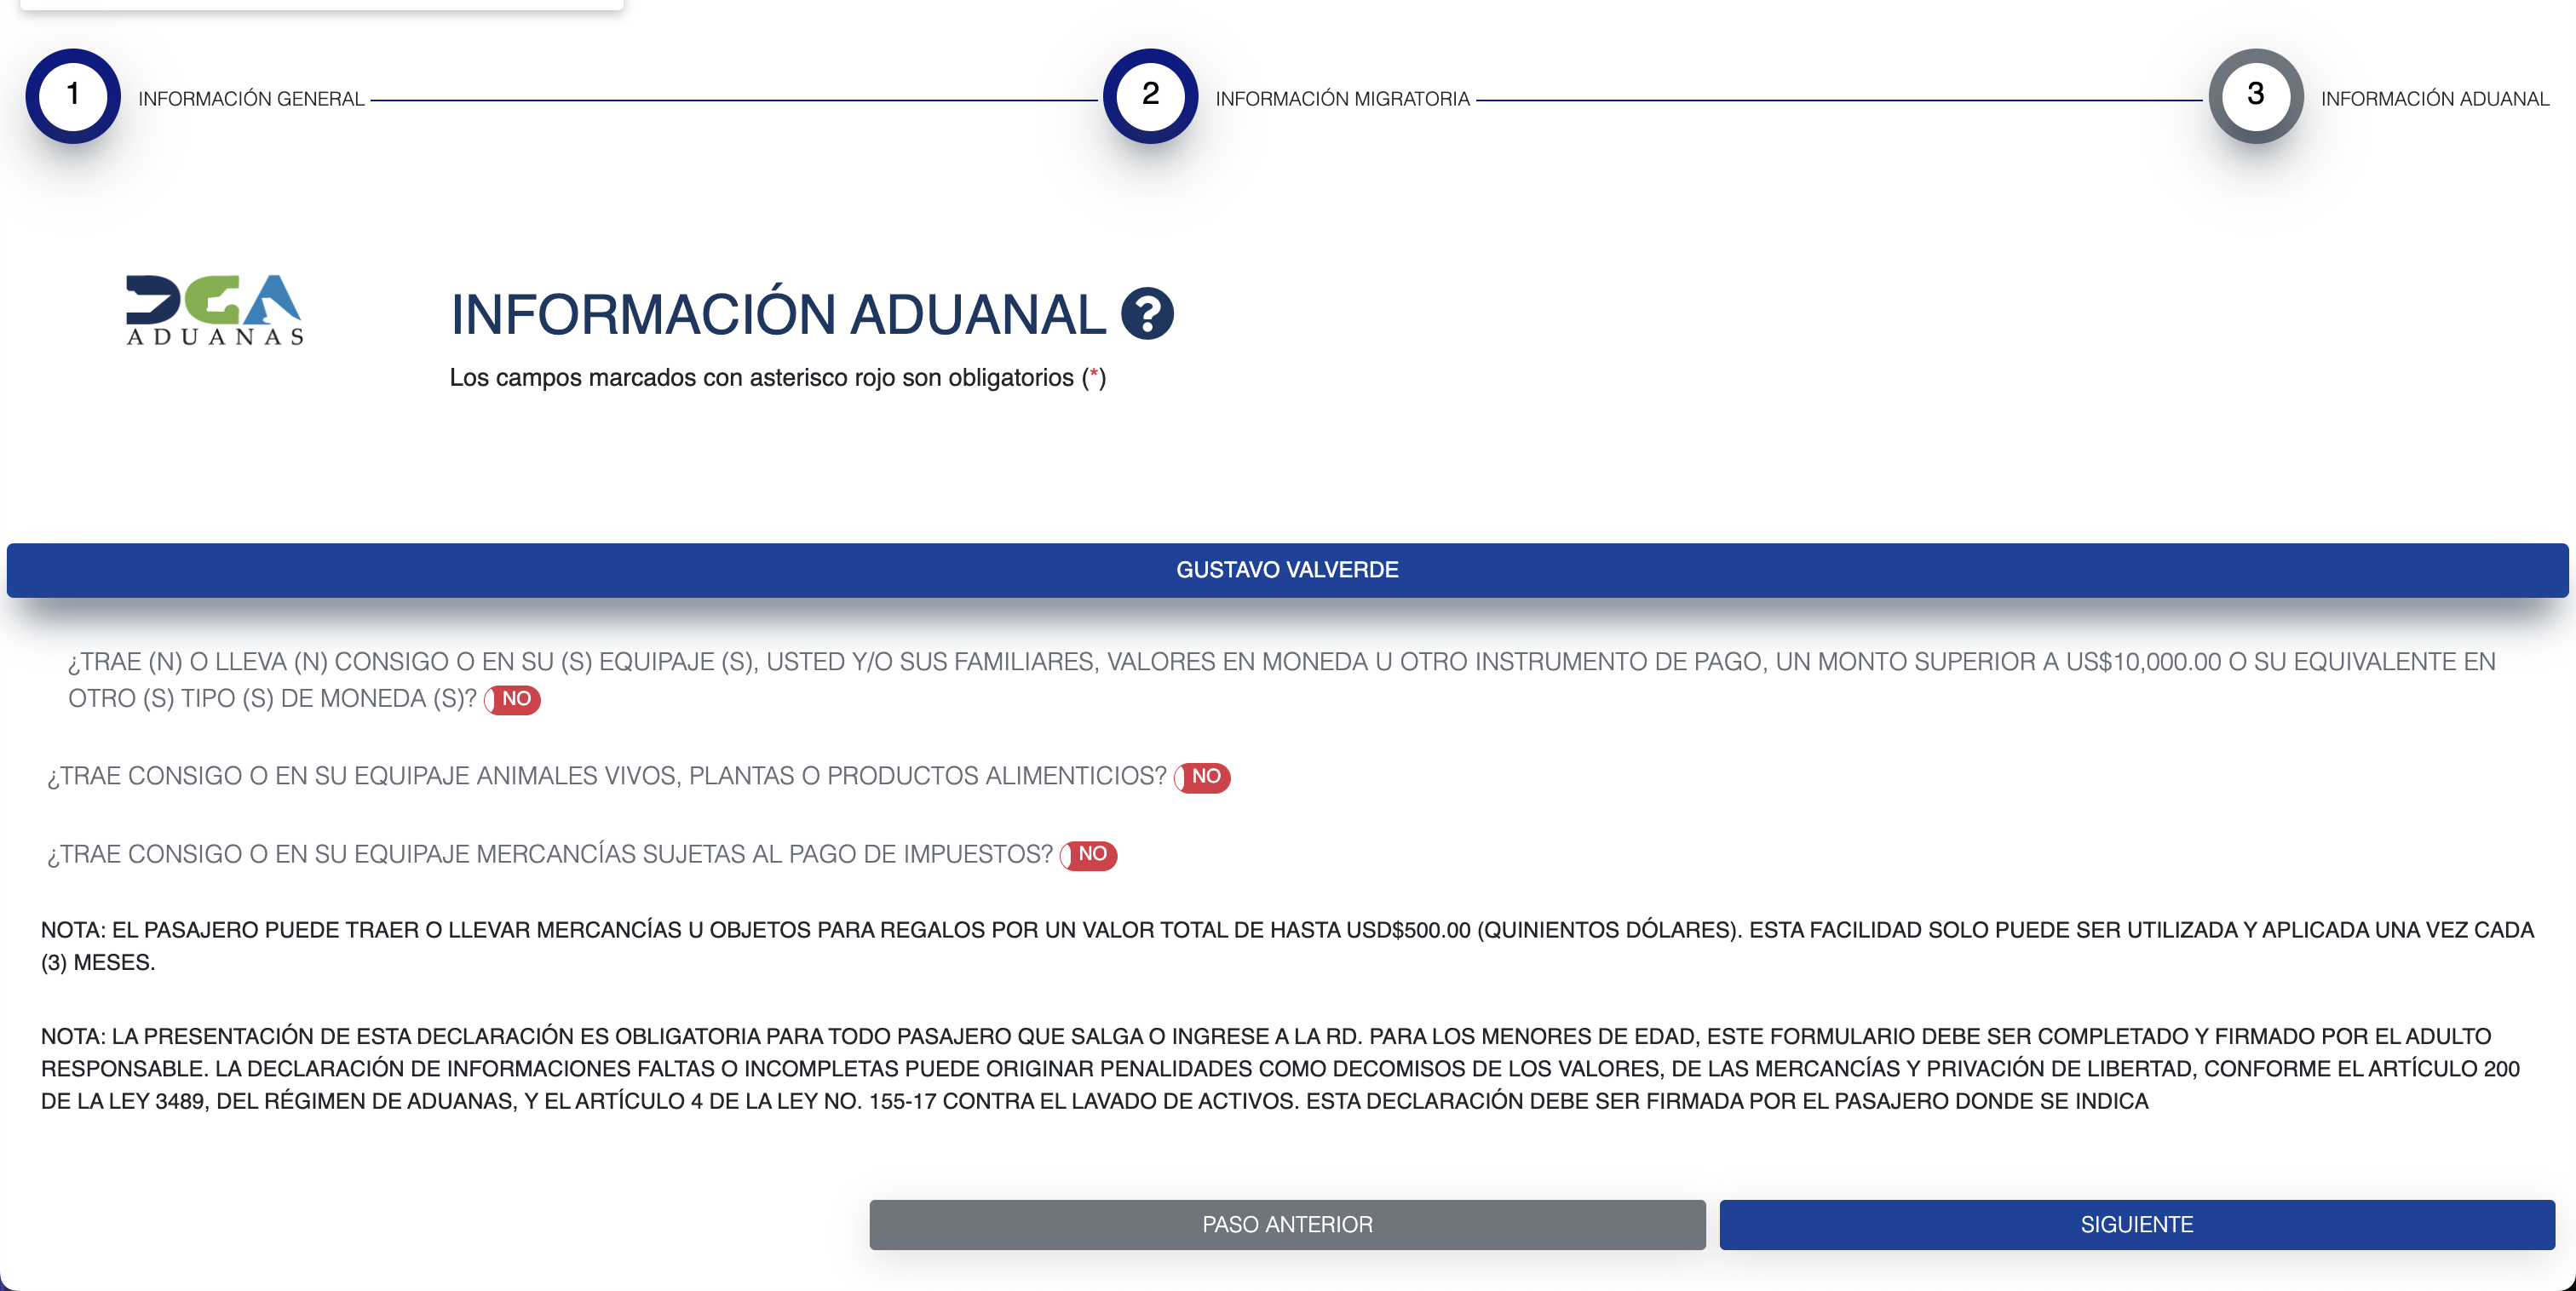 1 INFORMACIÓN GENERAL 2 INFORMACIÓN MIGRATORIA 3 INFORMACIÓN ADUANAL
DGA
ADUANAS
INFORMACIÓN ADUANAL ?
Los campos marcados con asterisco rojo son obligatorios (*)
GUSTAVO VALVERDE
¿TRAE (N) O LLEVA (N) CONSIGO O EN SU (S) EQUIPAJE (S), USTED Y/O SUS FAMILIARES, VALORES EN MONEDA U OTRO INSTRUMENTO DE PAGO, UN MONTO SUPERIOR A US$10,000.00 O SU EQUIVALENTE EN
OTRO (S) TIPO (S) DE MONEDA (S)? NO
¿TRAE CONSIGO O EN SU EQUIPAJE ANIMALES VIVOS, PLANTAS O PRODUCTOS ALIMENTICIOS? NO
¿TRAE CONSIGO O EN SU EQUIPAJE MERCANCÍAS SUJETAS AL PAGO DE IMPUESTOS? NO
NOTA: EL PASAJERO PUEDE TRAER O LLEVAR MERCANCÍAS U OBJETOS PARA REGALOS POR UN VALOR TOTAL DE HASTA USD$500.00 (QUINIENTOS DÓLARES). ESTA FACILIDAD SOLO PUEDE SER UTILIZADA Y APLICADA UNA VEZ CADA
(3) MESES.
NOTA: LA PRESENTACIÓN DE ESTA DECLARACIÓN ES OBLIGATORIA PARA TODO PASAJERO QUE SALGA O INGRESE A LA RD. PARA LOS MENORES DE EDAD, ESTE FORMULARIO DEBE SER COMPLETADO Y FIRMADO POR EL ADULTO
RESPONSABLE. LA DECLARACIÓN DE INFORMACIONES FALTAS O INCOMPLETAS PUEDE ORIGINAR PENALIDADES COMO DECOMISOS DE LOS VALORES, DE LAS MERCANCÍAS Y PRIVACIÓN DE LIBERTAD, CONFORME EL ARTÍCULO 200
DE LA LEY 3489, DEL RÉGIMEN DE ADUANAS, Y EL ARTÍCULO 4 DE LA LEY NO. 155-17 CONTRA EL LAVADO DE ACTIVOS. ESTA DECLARACIÓN DEBE SER FIRMADA POR EL PASAJERO DONDE SE INDICA
PASO ANTERIOR SIGUIENTE